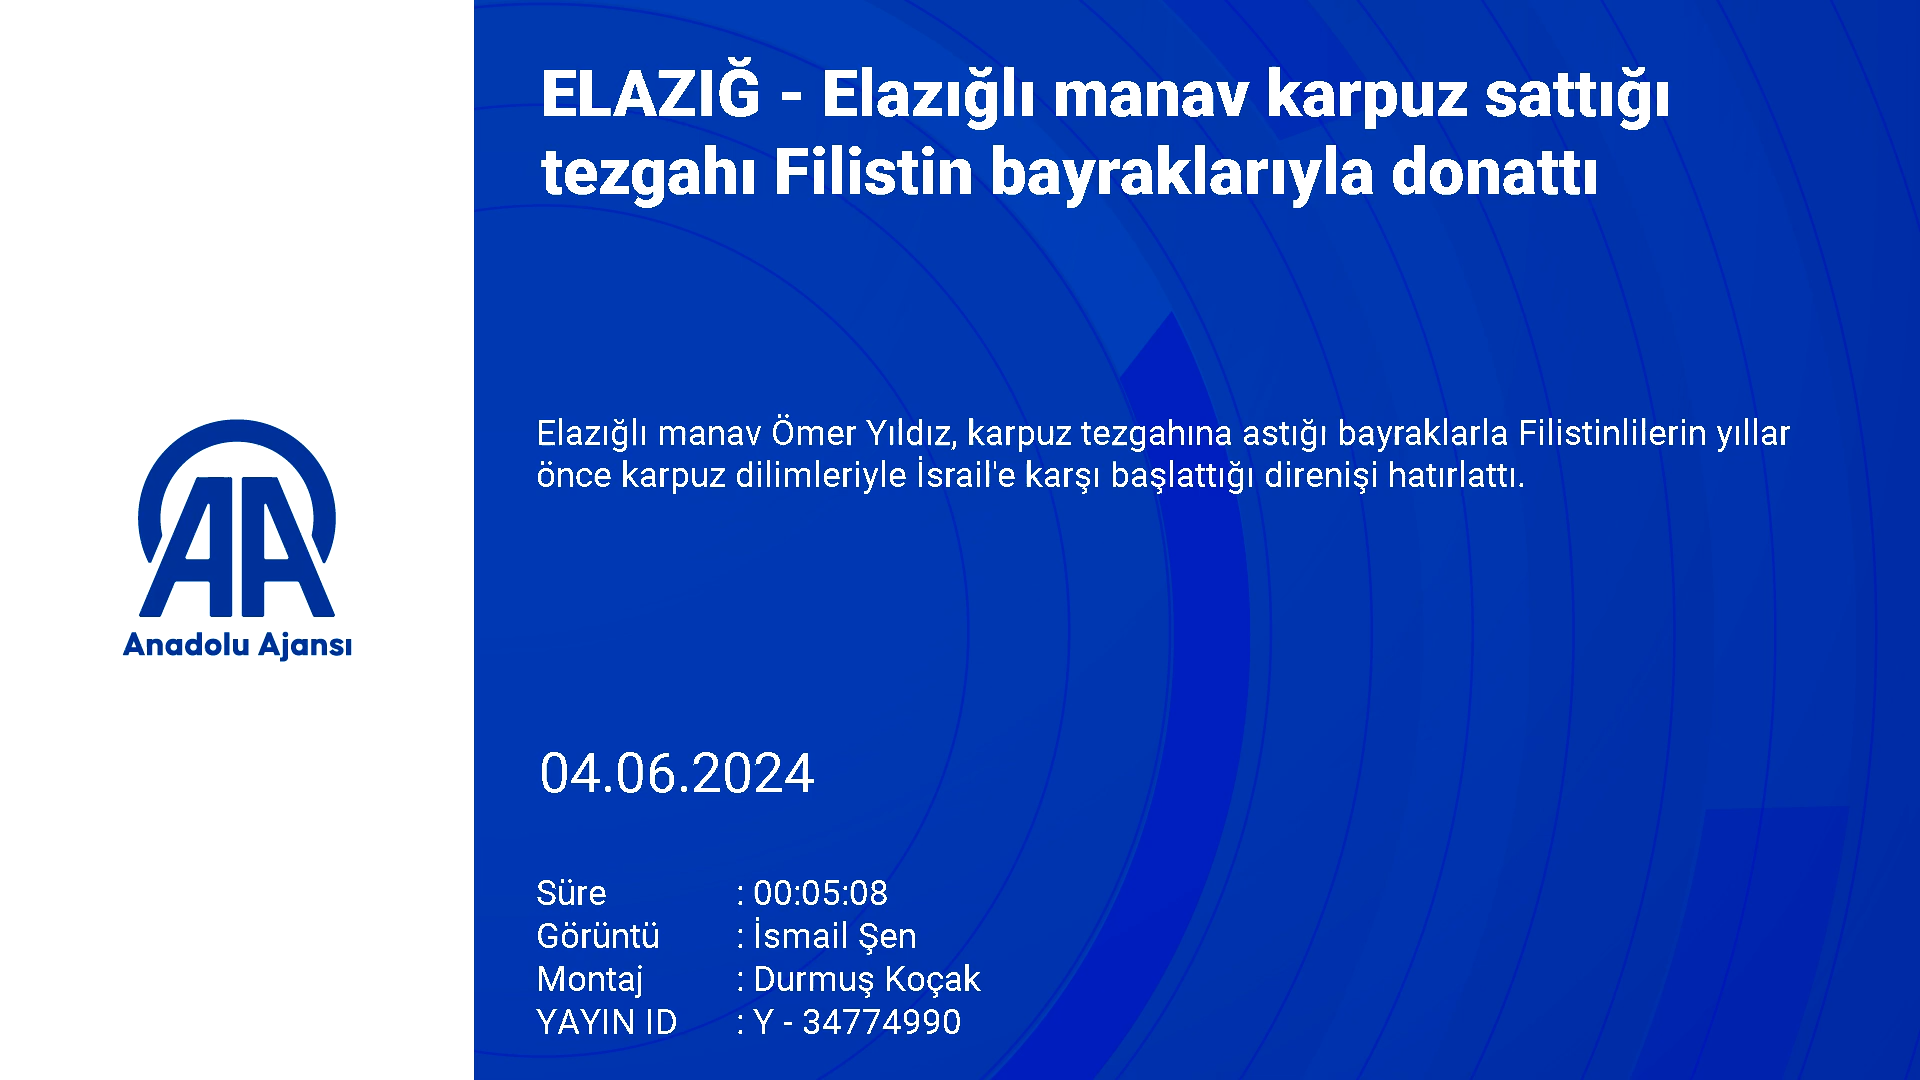 ELAZIĞ - Elazığlı manav karpuz sattığı
tezgahı Filistin bayraklarıyla donattı
Elazığlı manav Ömer Yıldız, karpuz tezgahına astığı bayraklarla Filistinlilerin yıllar
önce karpuz dilimleriyle İsrail'e karşı başlattığı direnişi hatırlattı.
AA
Anadolu Ajansı
04.06.2024
Süre : 00:05:08
Görüntü : İsmail Şen
Montaj : Durmuş Koçak
YAYIN ID : Y - 34774990